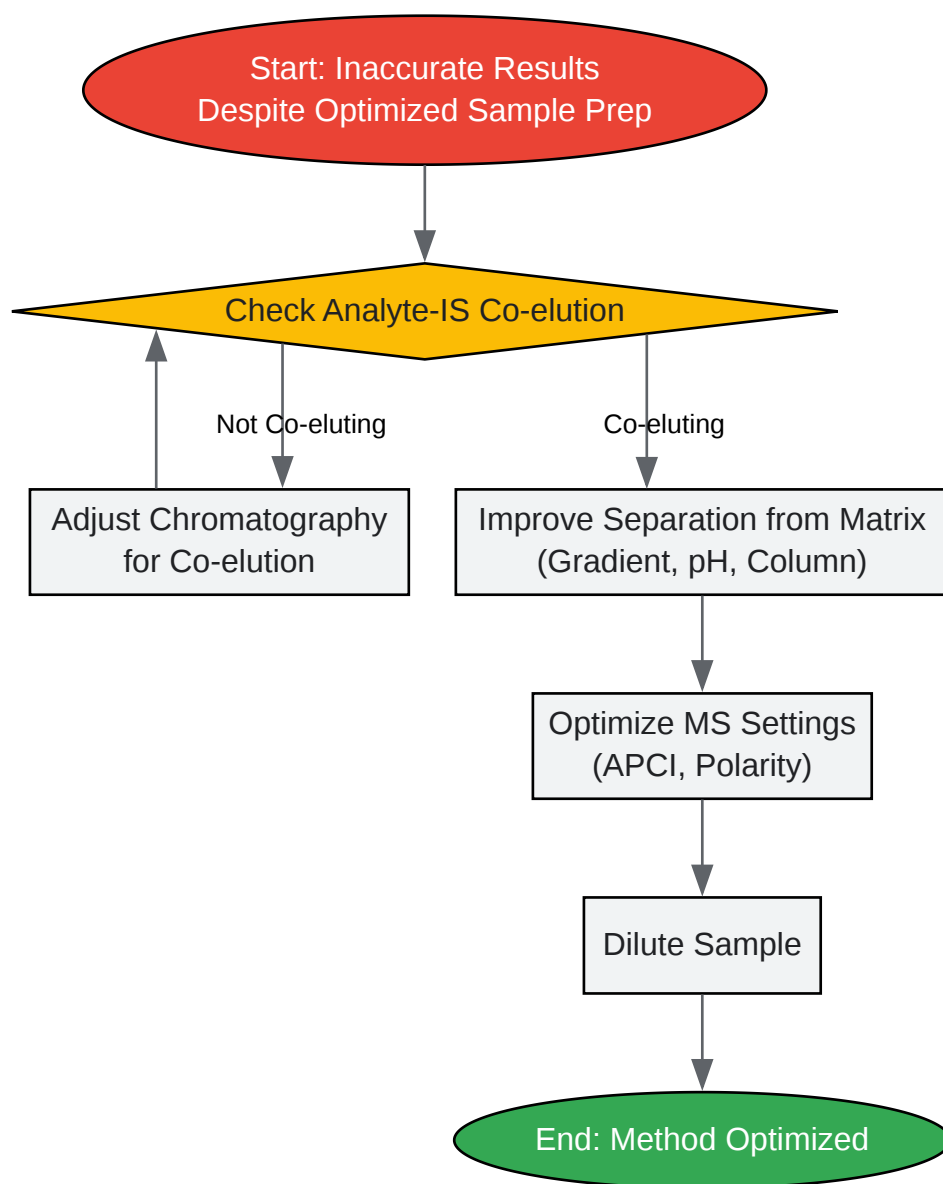 Start: Inaccurate Results
Despite Optimized Sample Prep
Check Analyte-IS Co-elution
Not Co-eluting
Co-eluting
Adjust Chromatography
for Co-elution
Improve Separation from Matrix
(Gradient, pH, Column)
Optimize MS Settings
(APCI, Polarity)
Dilute Sample
End: Method Optimized